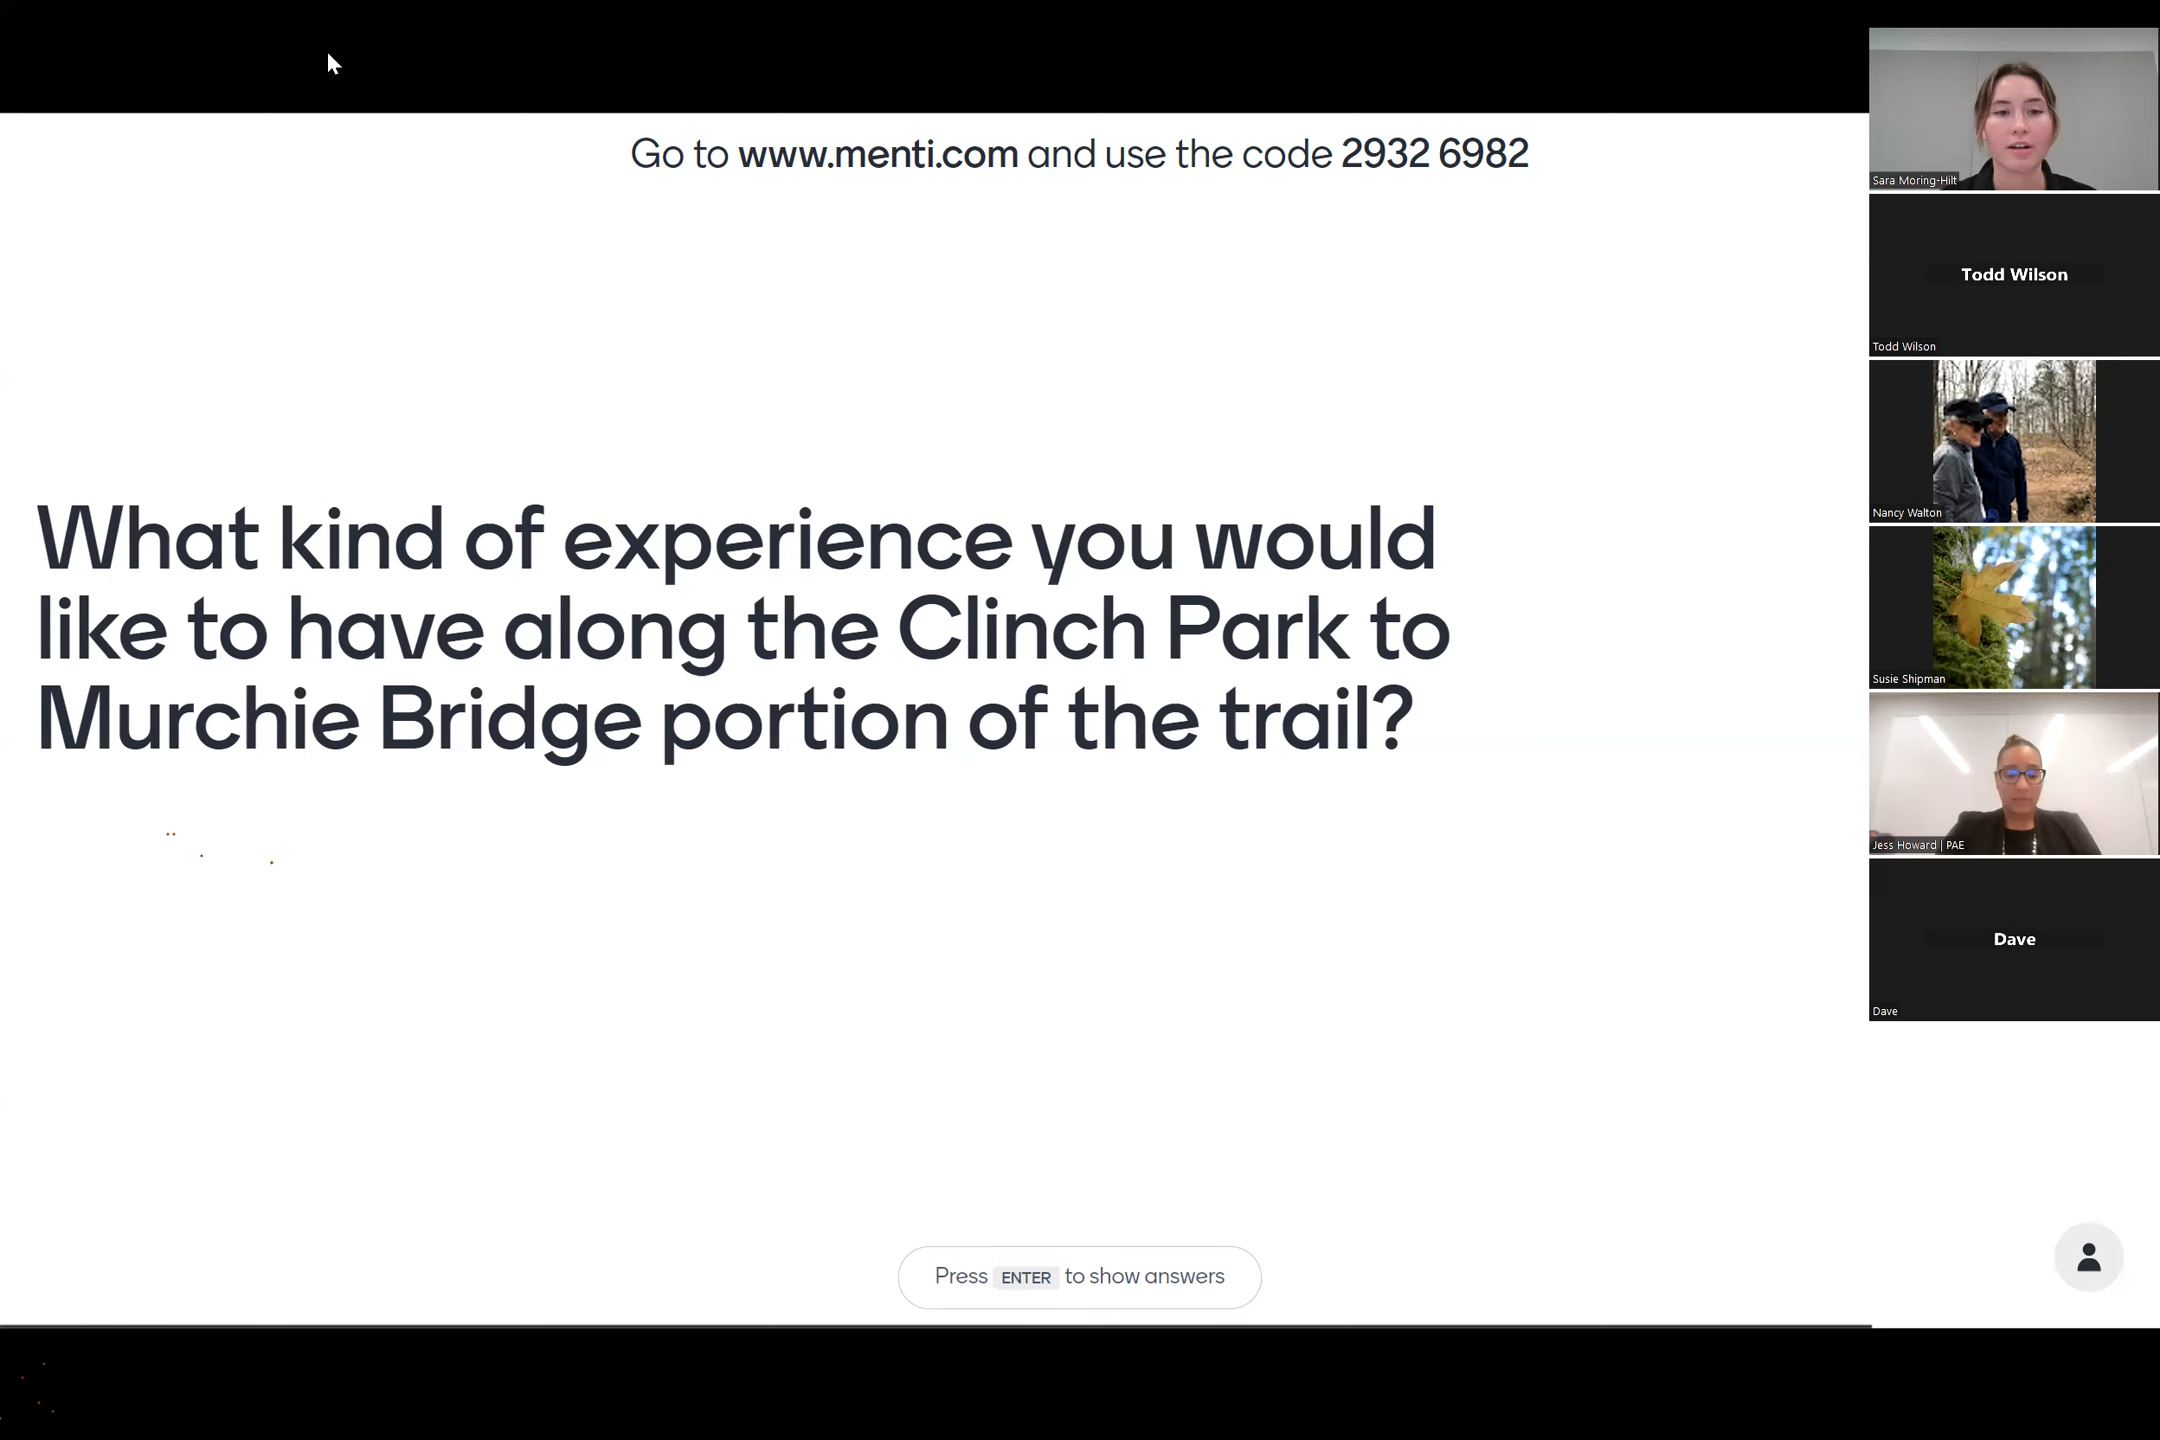 Go to www.menti.com and use the code 2932 6982
What kind of experience you would
like to have along the Clinch Park to
Murchie Bridge portion of the trail?
Press ENTER to show answers
Sara Moring-Hilt
Todd Wilson
Todd Wilson
Nancy Walton
Susie Shipman
Jess Howard | PAE
Dave
Dave